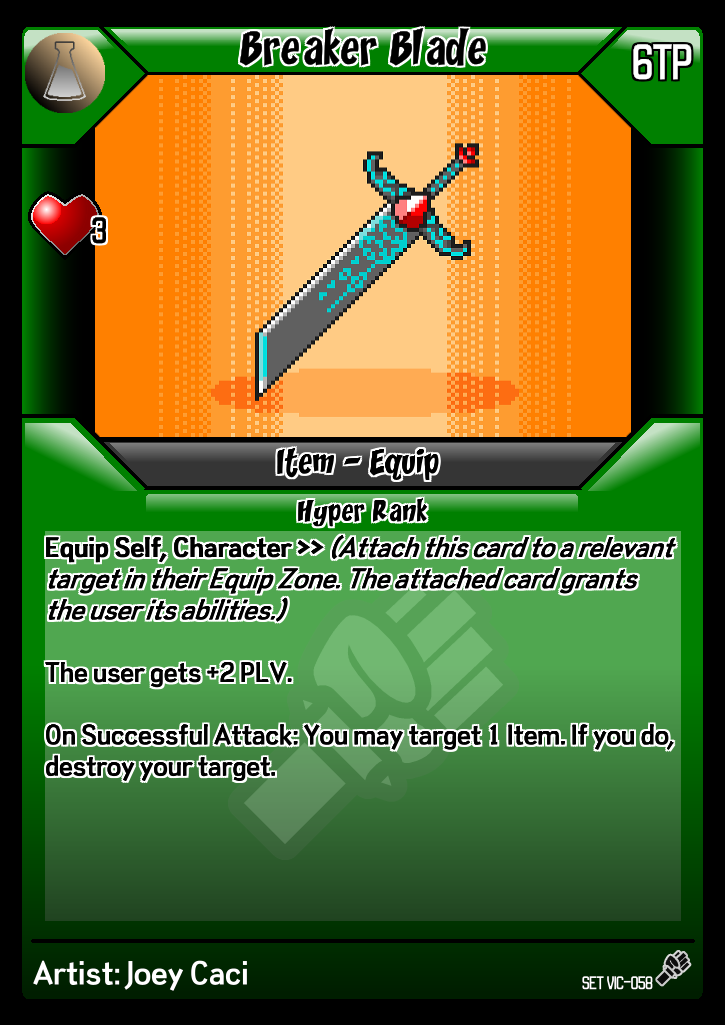 Breaker Blade
6TP
3
Item - Equip
Hyper Rank
Equip Self, Character >> (Attach this card to a relevant
target in their Equip Zone. The attached card grants
the user its abilities.)
The user gets +2 PLV.
On Successful Attack: You may target 1 Item. If you do,
destroy your target.
Artist: Joey Caci
SET VIC-058